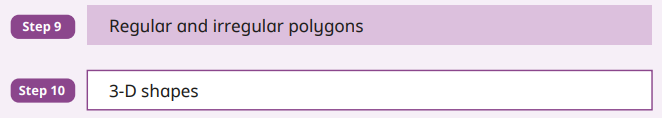 Step 9 Regular and irregular polygons
Step 10 3-D shapes